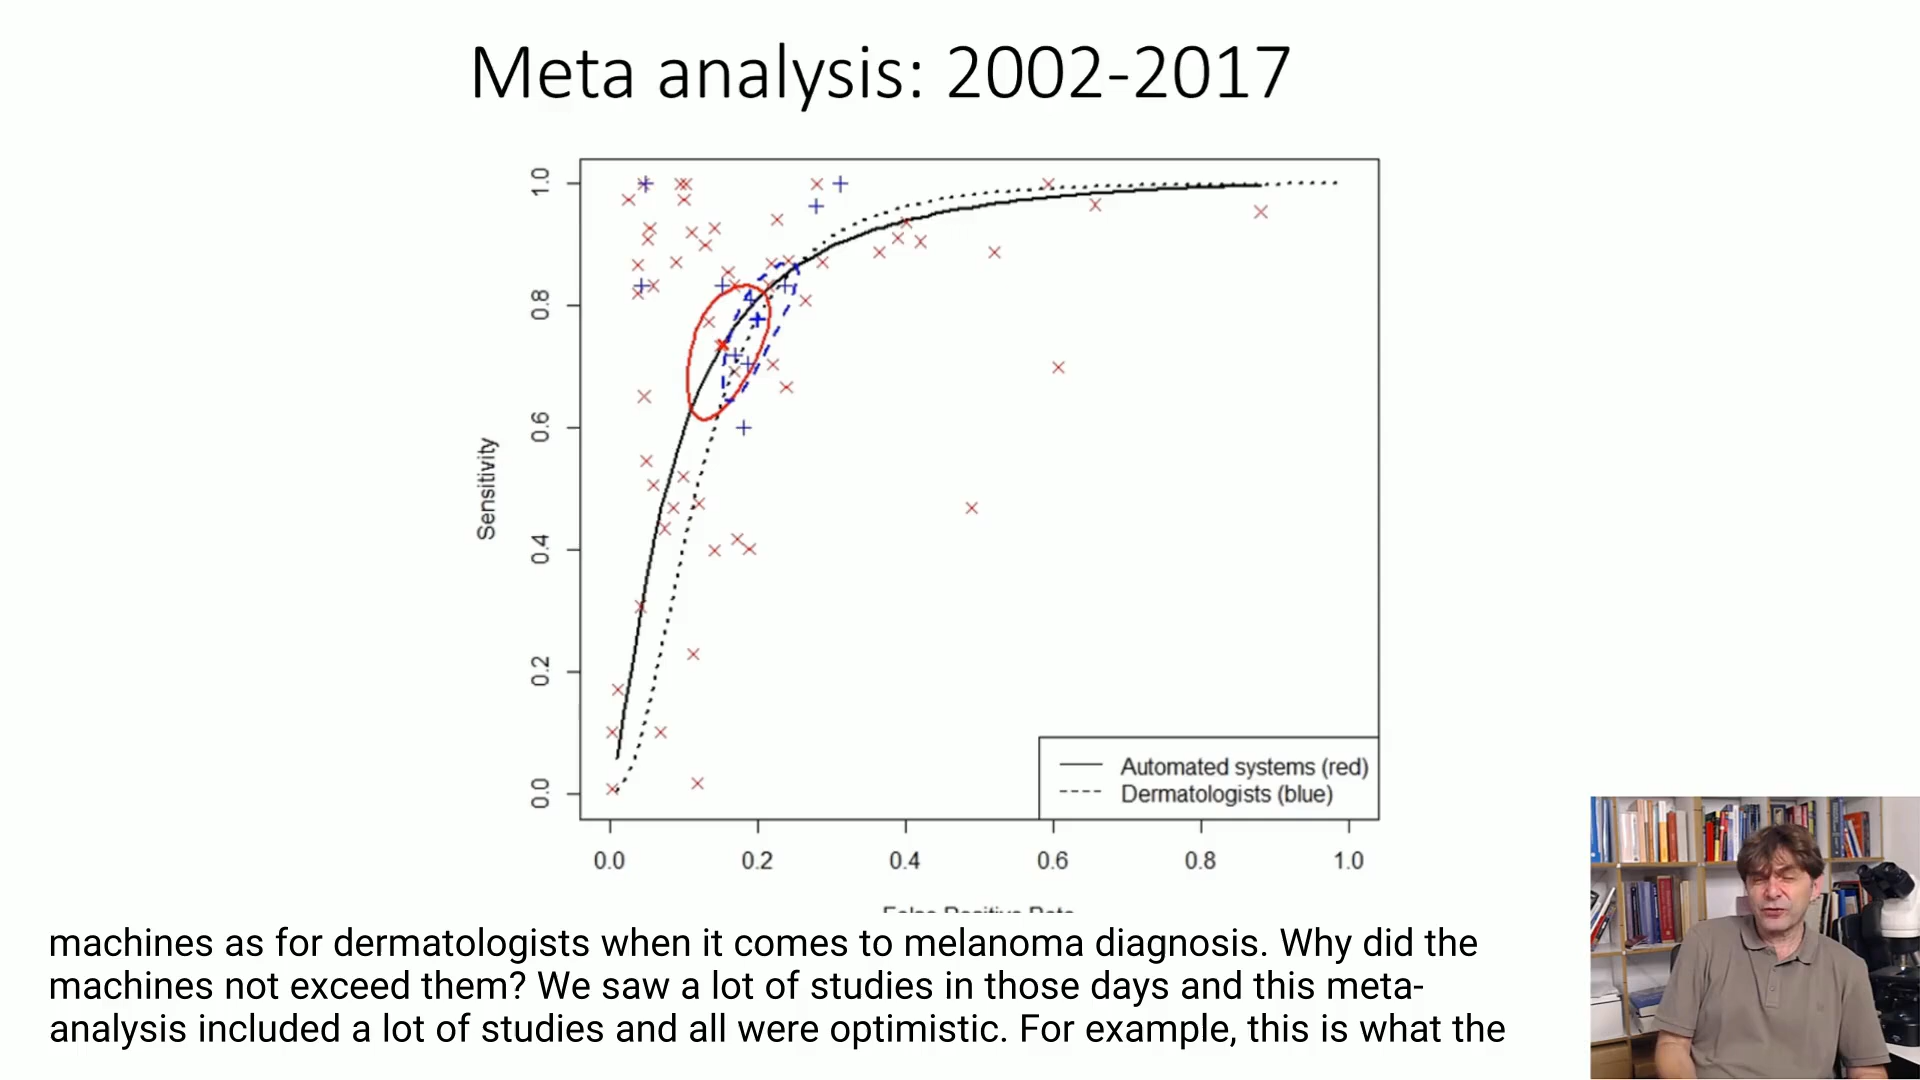 Meta analysis: 2002-2017
1.0
0.8
0.6
0.4
0.2
0.0
Sensitivity
Automated systems (red)
Dermatologists (blue)
0.0 0.2 0.4 0.6 0.8 1.0
False Positive Rate
machines as for dermatologists when it comes to melanoma diagnosis. Why did the
machines not exceed them? We saw a lot of studies in those days and this meta-
analysis included a lot of studies and all were optimistic. For example, this is what the